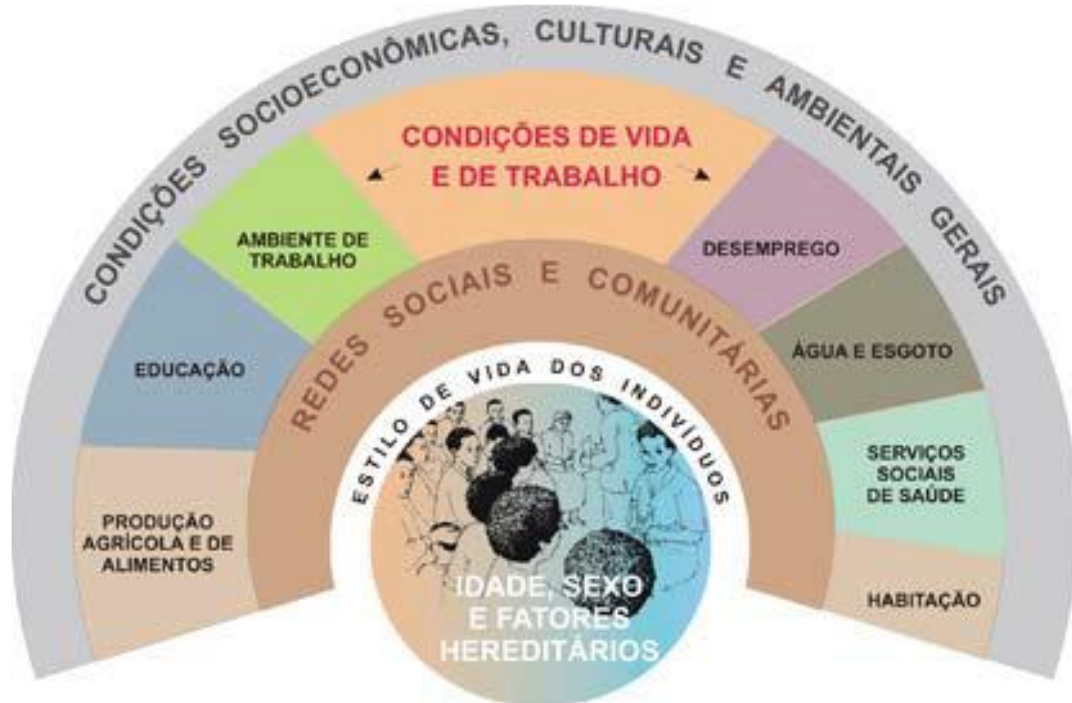 CONDIÇÕES SOCIOECONÔMICAS, CULTURAIS E AMBIENTAIS GERAIS
CONDIÇÕES DE VIDA
E DE TRABALHO
AMBIENTE DE
TRABALHO
DESEMPREGO
EDUCAÇÃO
ÁGUA E ESGOTO
PRODUÇÃO
AGRÍCOLA E DE
ALIMENTOS
SERVIÇOS
SOCIAIS
DE SAÚDE
HABITAÇÃO
REDES SOCIAIS E COMUNITÁRIAS
ESTILO DE VIDA DOS INDIVÍDUOS
IDADE, SEXO
E FATORES
HEREDITÁRIOS